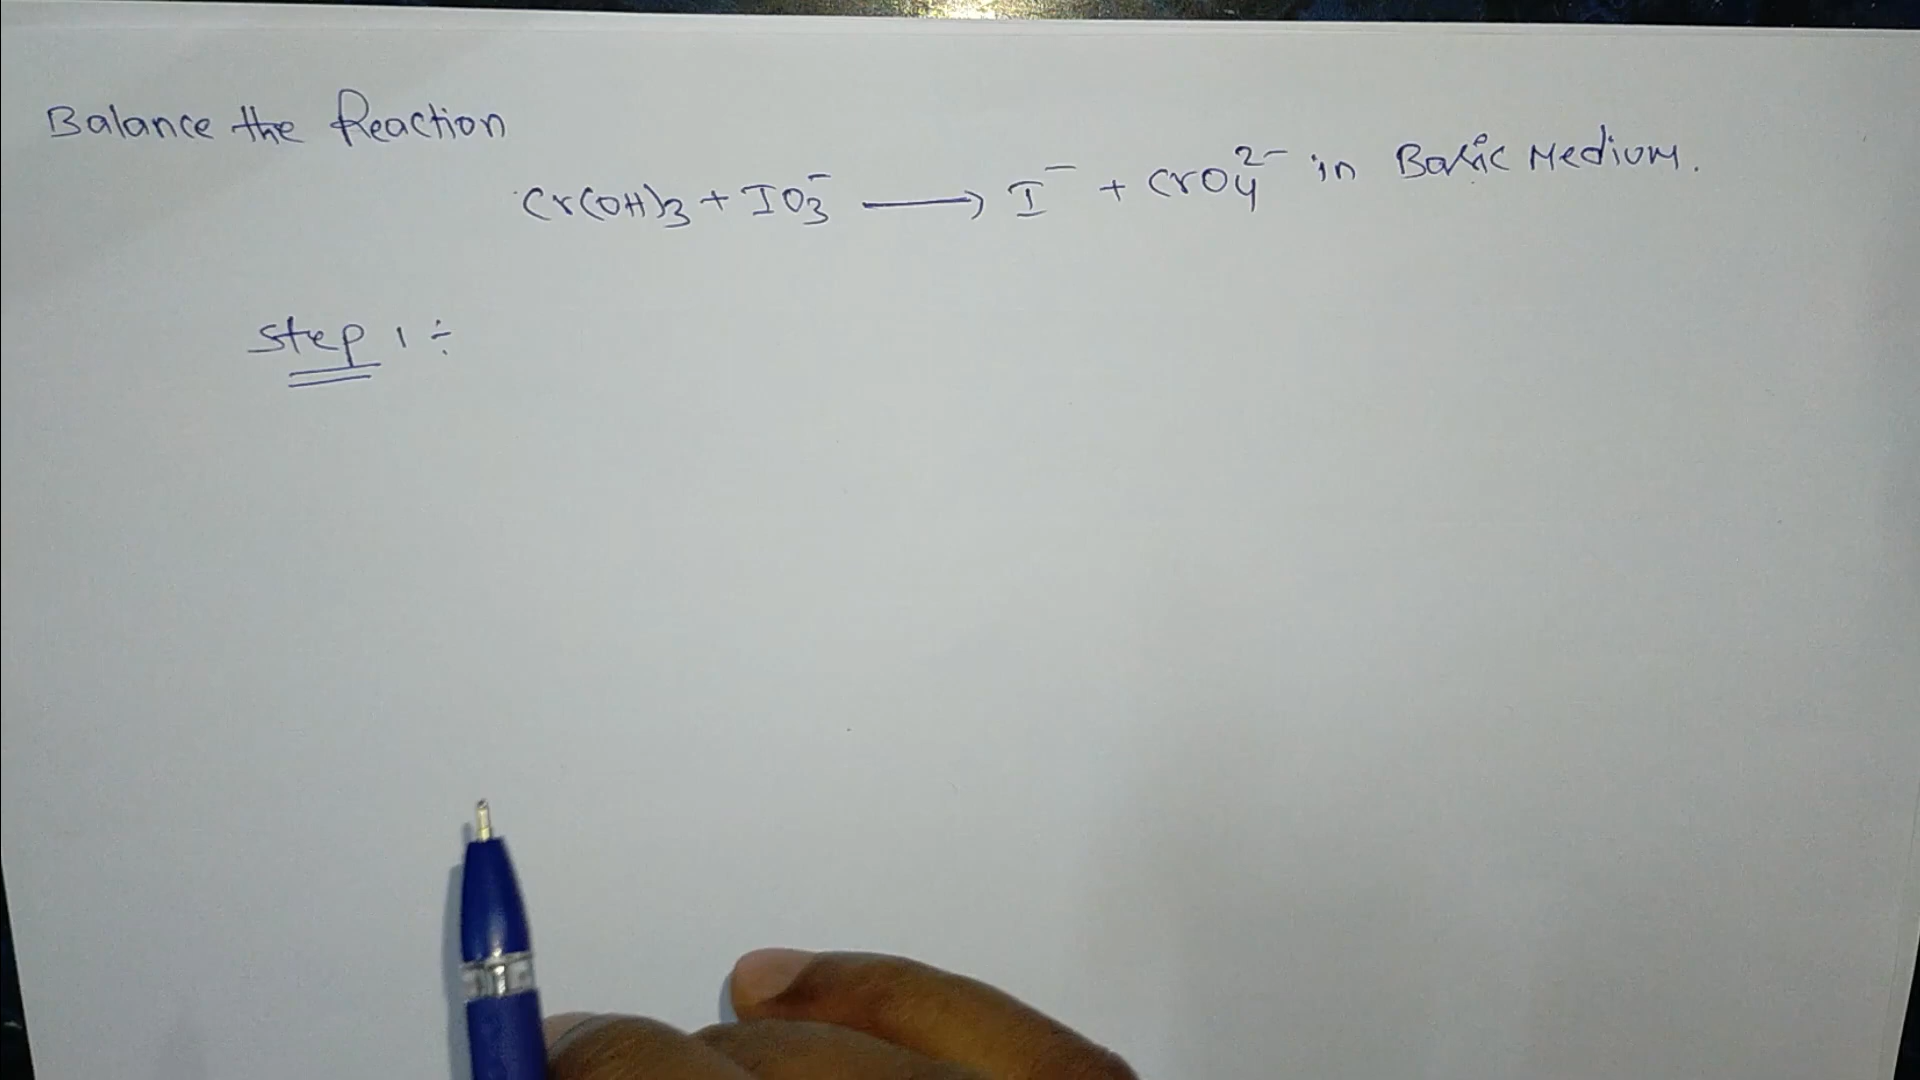 Balance the Reaction
Cr(OH)3 + IO3⁻ ⟶ I⁻ + CrO4²⁻ in Basic Medium.
Step 1 ÷